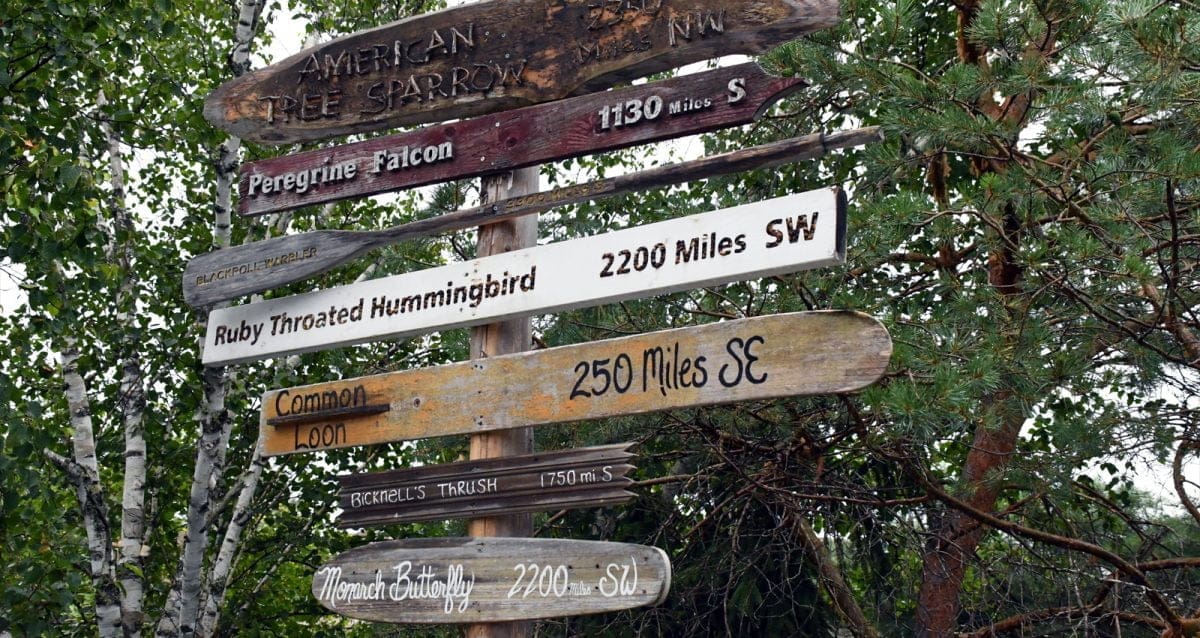 AMERICAN
TREE SPARROW
Miles NW
Peregrine Falcon 1130 Miles S
BLACKPOLL WARBLER
Ruby Throated Hummingbird 2200 Miles SW
Common
Loon
250 Miles SE
BICKNELL'S THRUSH 1750 mi. S
Monarch Butterfly 2200 miles SW